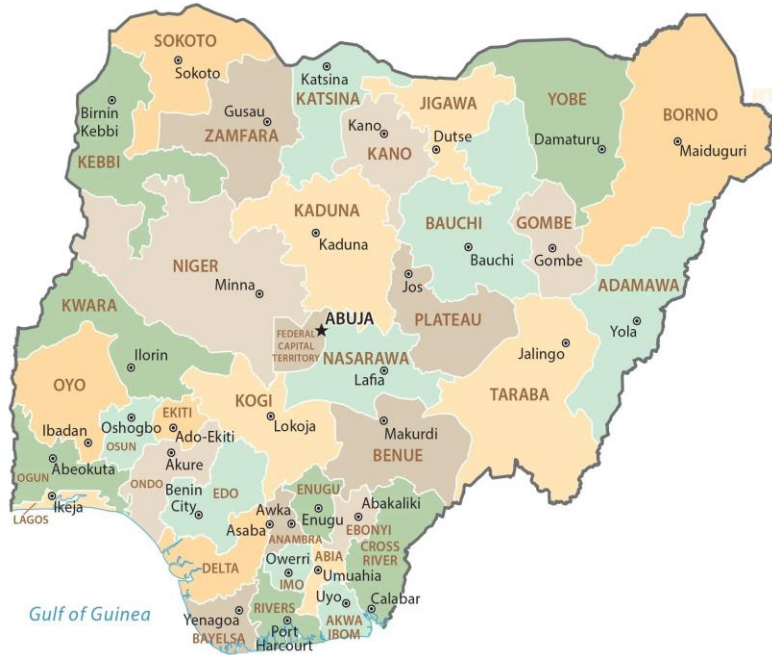 SOKOTO
Sokoto
Katsina
KATSINA
Birnin
Kebbi
KEBBI
Gusau
ZAMFARA
JIGAWA
Kano
KANO
Dutse
YOBE
Damaturu
BORNO
Maiduguri
KADUNA
Kaduna
BAUCHI
Bauchi
GOMBE
Gombe
NIGER
Minna
Jos
PLATEAU
ADAMAWA
Yola
KWARA
Ilorin
ABUJA
FEDERAL
CAPITAL
TERRITORY
NASARAWA
Lafia
Jalingo
TARABA
OYO
Ibadan
Oshogbo
OSUN
EKITI
Ado-Ekiti
KOGI
Lokoja
Makurdi
BENUE
OGUN
Abeokuta
Ikeja
LAGOS
Akure
ONDO
Benin
City
EDO
ENUGU
Enugu
Awka
ANAMBRA
Asaba
Abakaliki
EBONYI
CROSS
RIVER
DELTA
Owerri
IMO
ABIA
Umuahia
Gulf of Guinea
Yenagoa
BAYELSA
RIVERS
Port
Harcourt
Uyo
AKWA
IBOM
Calabar